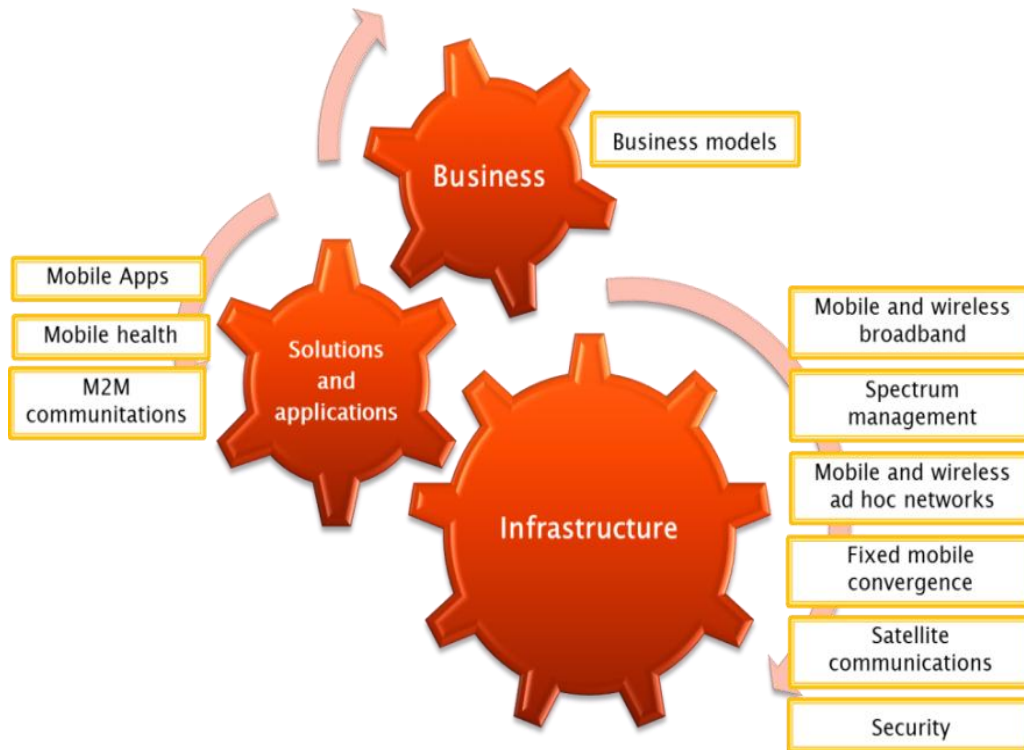 Business
Business models
Mobile Apps
Mobile health
M2M
communitations
Solutions
and
applications
Infrastructure
Mobile and wireless
broadband
Spectrum
management
Mobile and wireless
ad hoc networks
Fixed mobile
convergence
Satellite
communications
Security